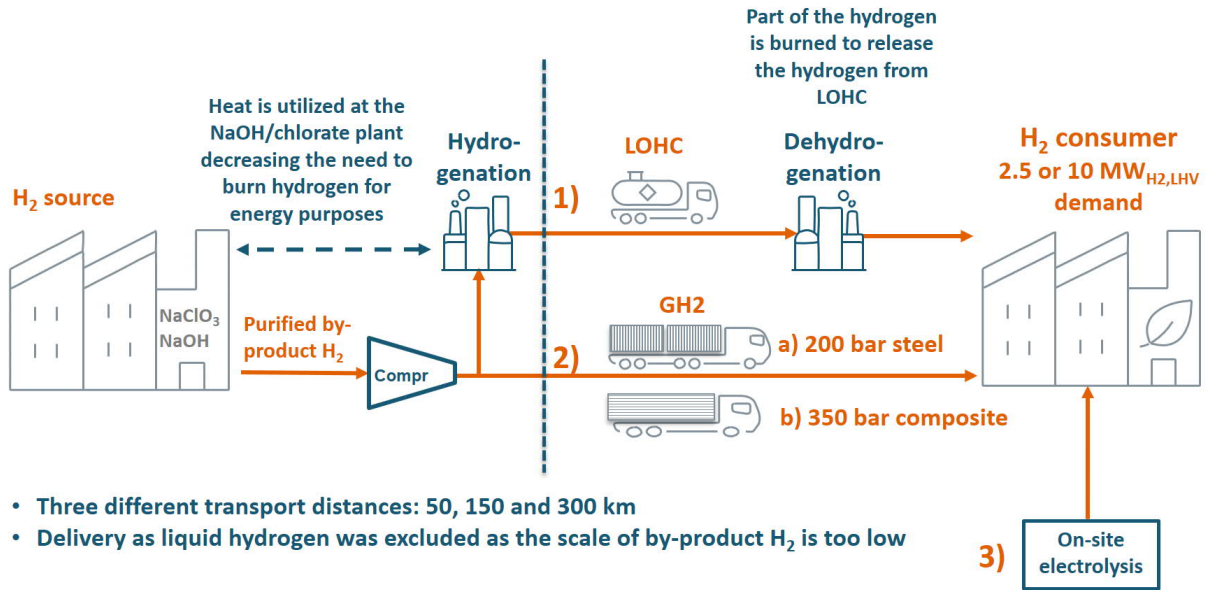 Part of the hydrogen
is burned to release
the hydrogen from
LOHC
Heat is utilized at the
NaOH/chlorate plant
decreasing the need to
burn hydrogen for
energy purposes
Hydro-
genation
LOHC
Dehydro-
genation
H₂ consumer
2.5 or 10 MW_H2,LHV
demand
H₂ source
1)
NaClO₃
NaOH
Purified by-
product H₂
Compr
GH2
2)
a) 200 bar steel
b) 350 bar composite
• Three different transport distances: 50, 150 and 300 km
• Delivery as liquid hydrogen was excluded as the scale of by-product H₂ is too low
3)
On-site
electrolysis